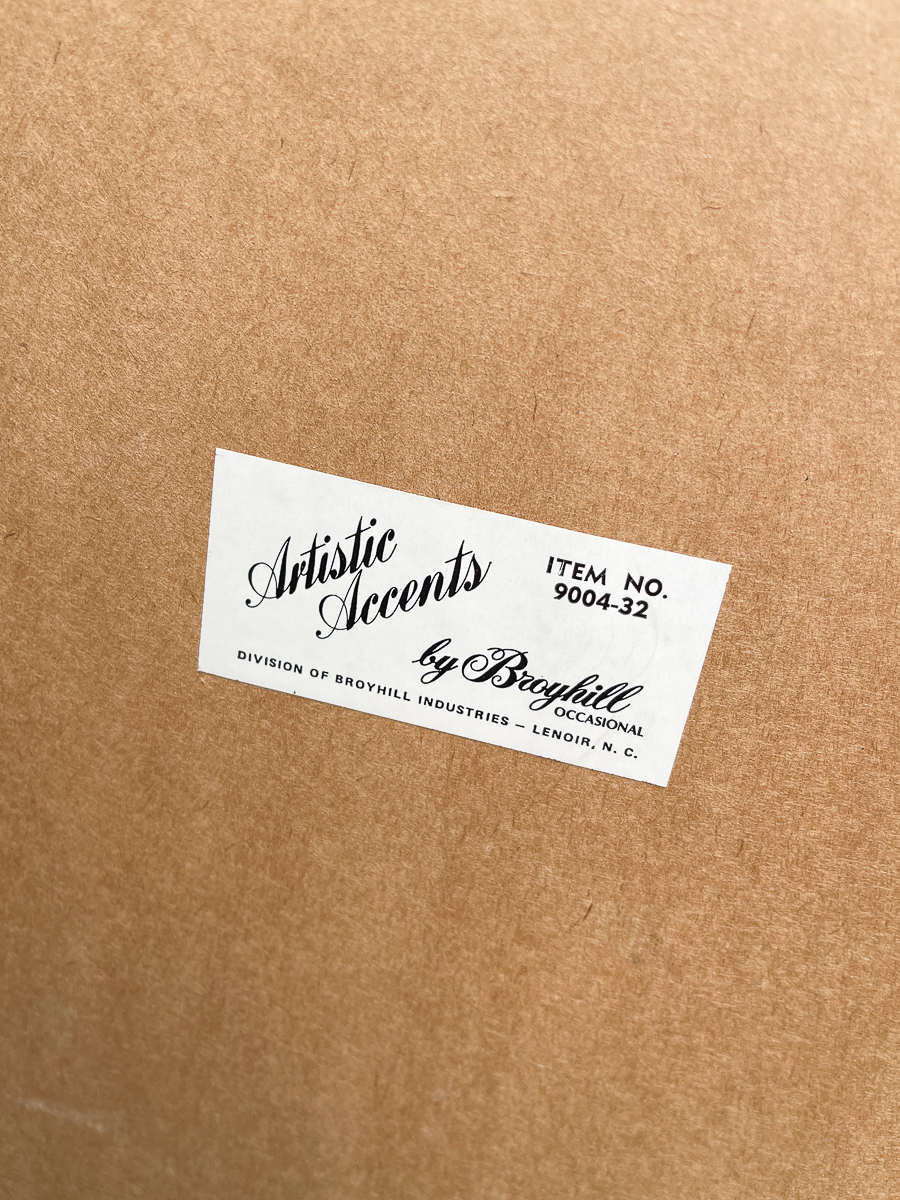 Artistic
Accents
ITEM NO.
9004-32
by Broyhill
OCCASIONAL
DIVISION OF BROYHILL INDUSTRIES — LENOIR, N. C.